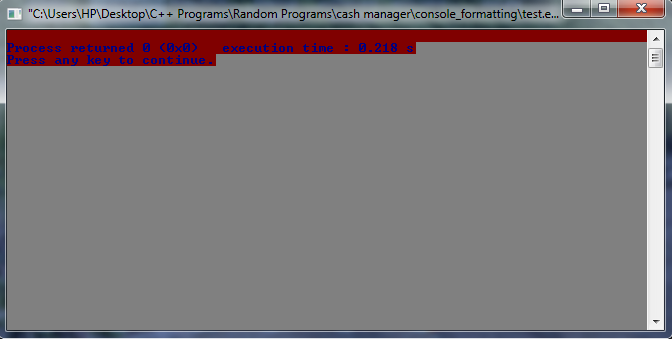 "C:\Users\HP\Desktop\C++ Programs\Random Programs\cash manager\console_formatting\test.e...
Process returned 0 (0x0)   execution time : 0.218 s
Press any key to continue.